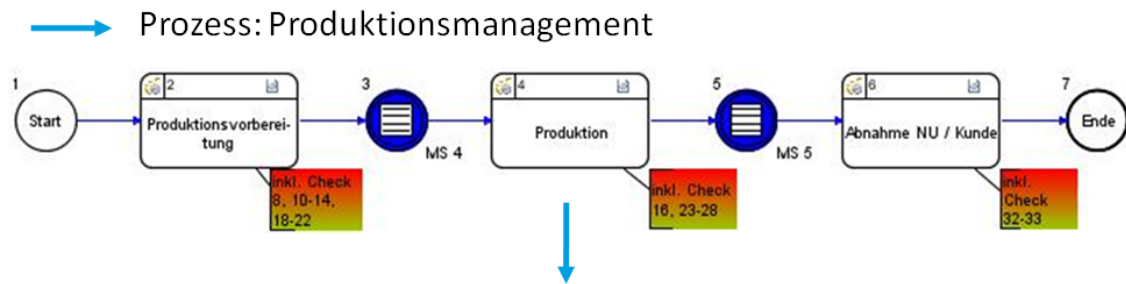 Prozess: Produktionsmanagement
1
Start
2
Produktionsvorberei-
tung
inkl. Check
8, 10-14,
18-22
3
MS 4
4
Produktion
inkl. Check
16, 23-28
5
MS 5
6
Abnahme NU / Kunde
inkl.
Check
32-33
7
Ende